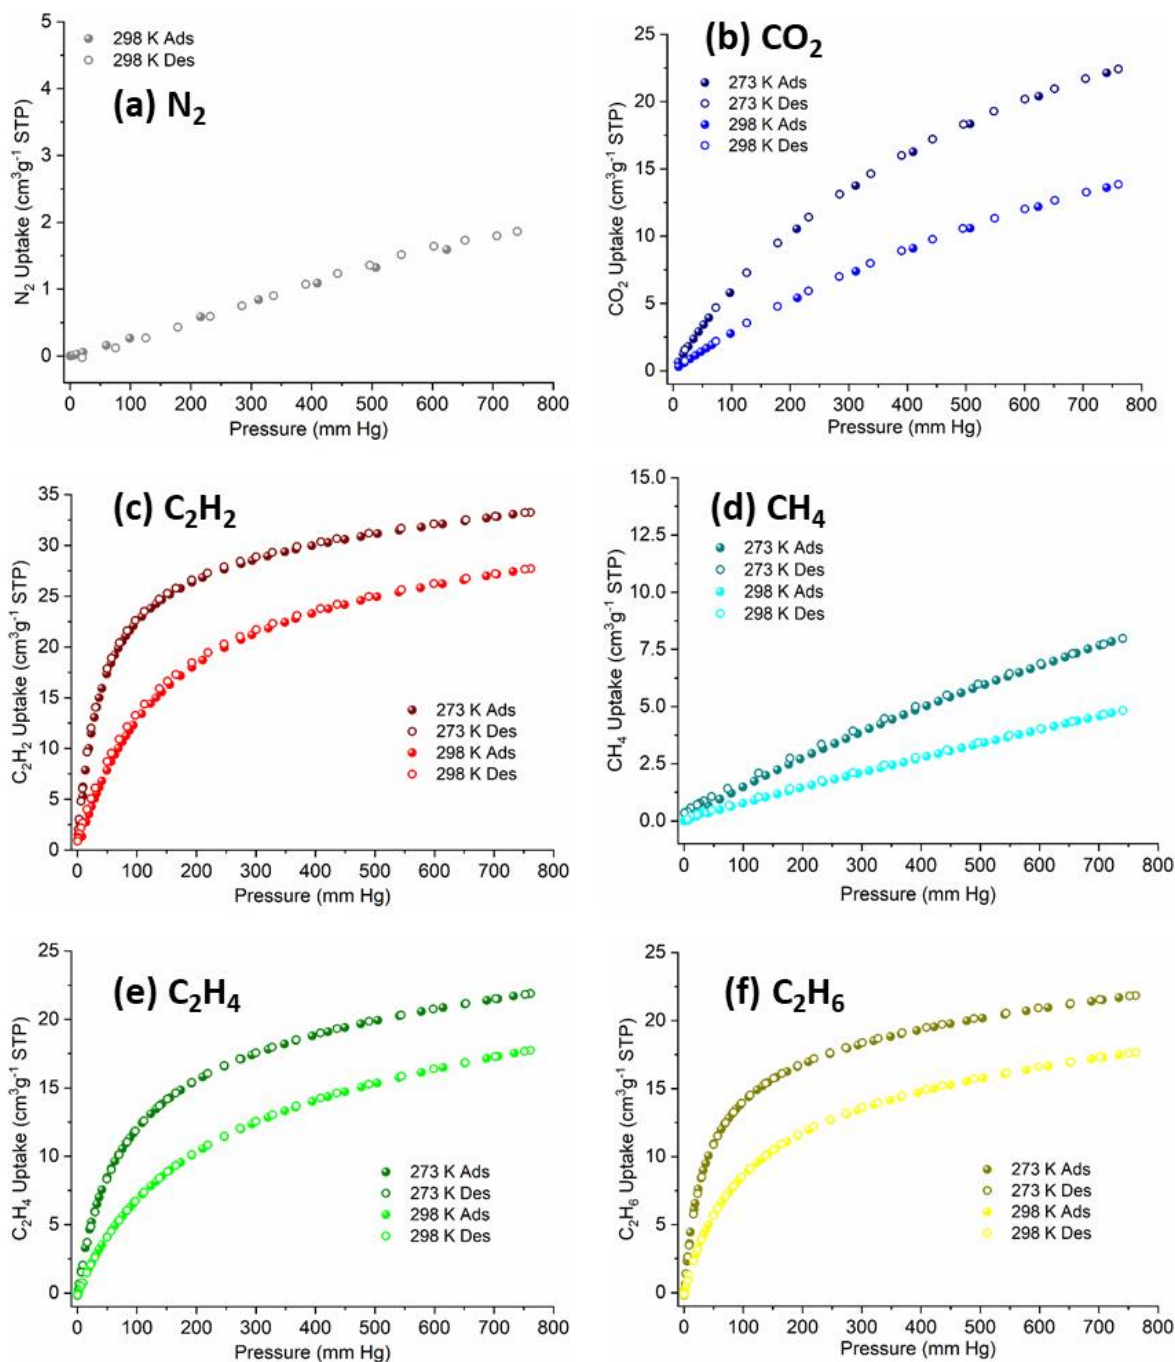 (a) N₂
298 K Ads
298 K Des
N₂ Uptake (cm³g⁻¹ STP)
5
4
3
2
1
0
0 100 200 300 400 500 600 700 800
Pressure (mm Hg)
(b) CO₂
273 K Ads
273 K Des
298 K Ads
298 K Des
CO₂ Uptake (cm³g⁻¹ STP)
25
20
15
10
5
0
0 100 200 300 400 500 600 700 800
Pressure (mm Hg)
(c) C₂H₂
273 K Ads
273 K Des
298 K Ads
298 K Des
C₂H₂ Uptake (cm³g⁻¹ STP)
35
30
25
20
15
10
5
0
0 100 200 300 400 500 600 700 800
Pressure (mm Hg)
(d) CH₄
273 K Ads
273 K Des
298 K Ads
298 K Des
CH₄ Uptake (cm³g⁻¹ STP)
15.0
12.5
10.0
7.5
5.0
2.5
0.0
0 100 200 300 400 500 600 700 800
Pressure (mm Hg)
(e) C₂H₄
273 K Ads
273 K Des
298 K Ads
298 K Des
C₂H₄ Uptake (cm³g⁻¹ STP)
25
20
15
10
5
0
0 100 200 300 400 500 600 700 800
Pressure (mm Hg)
(f) C₂H₆
273 K Ads
273 K Des
298 K Ads
298 K Des
C₂H₆ Uptake (cm³g⁻¹ STP)
25
20
15
10
5
0
0 100 200 300 400 500 600 700 800
Pressure (mm Hg)